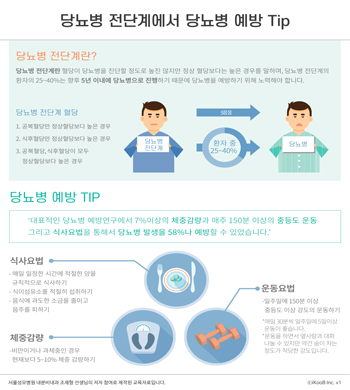 당뇨병 전단계에서 당뇨병 예방 Tip
당뇨병 전단계란?
당뇨병 전단계란 혈당이 당뇨병을 진단할 정도로 높진 않지만 정상 혈당보다는 높은 경우를 말하며, 당뇨병 전단계의
환자의 25~40%는 향후 5년 이내에 당뇨병으로 진행하기 때문에 당뇨병을 예방하기 위해 노력해야 합니다.
당뇨병 전단계 혈당
1. 공복혈당만 정상혈당보다 높은 경우
2. 식후혈당만 정상혈당보다 높은 경우
3. 공복혈당, 식후혈당이 모두
정상혈당보다 높은 경우
당뇨병
전단계
5년 후
환자 중
25~40%
당뇨병
당뇨병 예방 TIP
'대표적인 당뇨병 예방연구에서 7%이상의 체중감량과 매주 150분 이상의 중등도 운동
그리고 식사요법을 통해서 당뇨병 발생을 58%나 예방할 수 있었습니다.'
식사요법
- 매일 일정한 시간에 적절한 양을
규칙적으로 식사하기
- 식이섬유소를 적절히 섭취하기
- 음식에 과도한 소금을 줄이고
음주를 피하기
체중감량
- 비만이거나 과체중인 경우
현재보다 5~10% 체중 감량하기
운동요법
- 일주일에 150분 이상
중등도 이상 강도의 운동하기
*매일 30분씩 일주일에 5일이상
운동이 좋습니다.
*운동을 하면서 옆사람과 대화
나눌 수 있지만 약간 숨이 차는
정도가 적당한 강도입니다.
서울성모병원 내분비내과 조재형 선생님의 저자 참여로 제작된 교육자료입니다.
ⓒiKooB Inc. v1